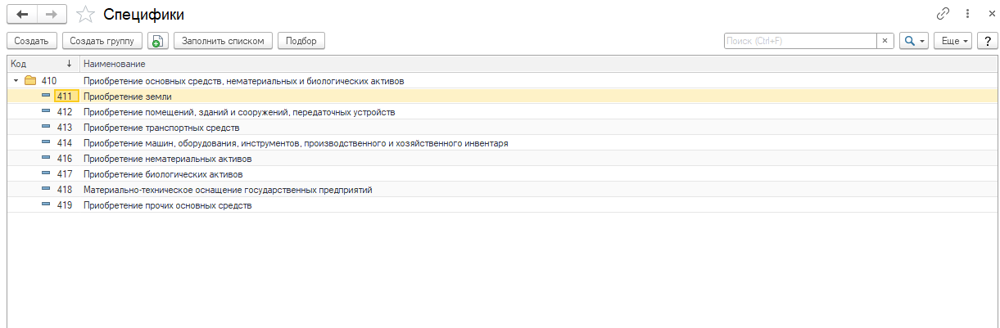 Специфики
Создать Создать группу Заполнить списком Подбор Поиск (Ctrl+F) × Еще ?
Код ↓ Наименование
410 Приобретение основных средств, нематериальных и биологических активов
411 Приобретение земли
412 Приобретение помещений, зданий и сооружений, передаточных устройств
413 Приобретение транспортных средств
414 Приобретение машин, оборудования, инструментов, производственного и хозяйственного инвентаря
416 Приобретение нематериальных активов
417 Приобретение биологических активов
418 Материально-техническое оснащение государственных предприятий
419 Приобретение прочих основных средств